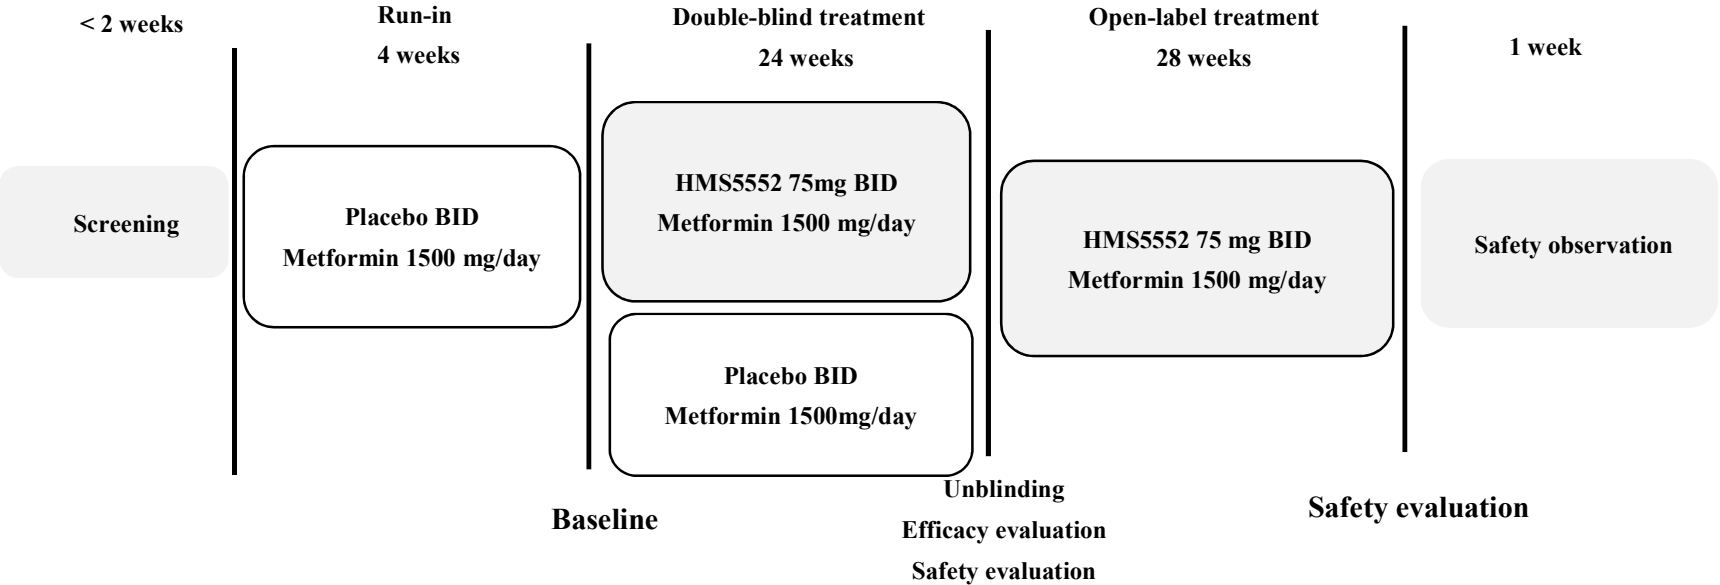 < 2 weeks
Run-in
4 weeks
Double-blind treatment
24 weeks
Open-label treatment
28 weeks
1 week
Screening
Placebo BID
Metformin 1500 mg/day
HMS5552 75mg BID
Metformin 1500 mg/day
Placebo BID
Metformin 1500mg/day
HMS5552 75 mg BID
Metformin 1500 mg/day
Safety observation
Baseline
Unblinding
Efficacy evaluation
Safety evaluation
Safety evaluation